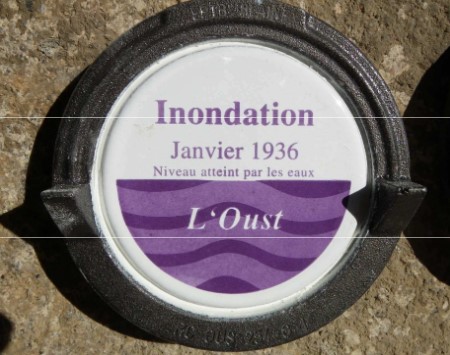 Inondation
Janvier 1936
Niveau atteint par les eaux
L'Oust